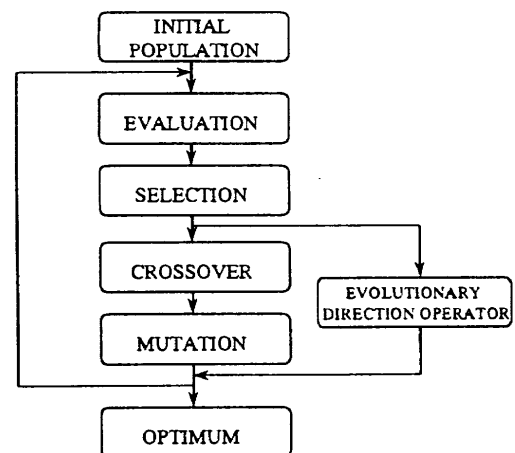 INITIAL
POPULATION
EVALUATION
SELECTION
CROSSOVER
EVOLUTIONARY
DIRECTION OPERATOR
MUTATION
OPTIMUM